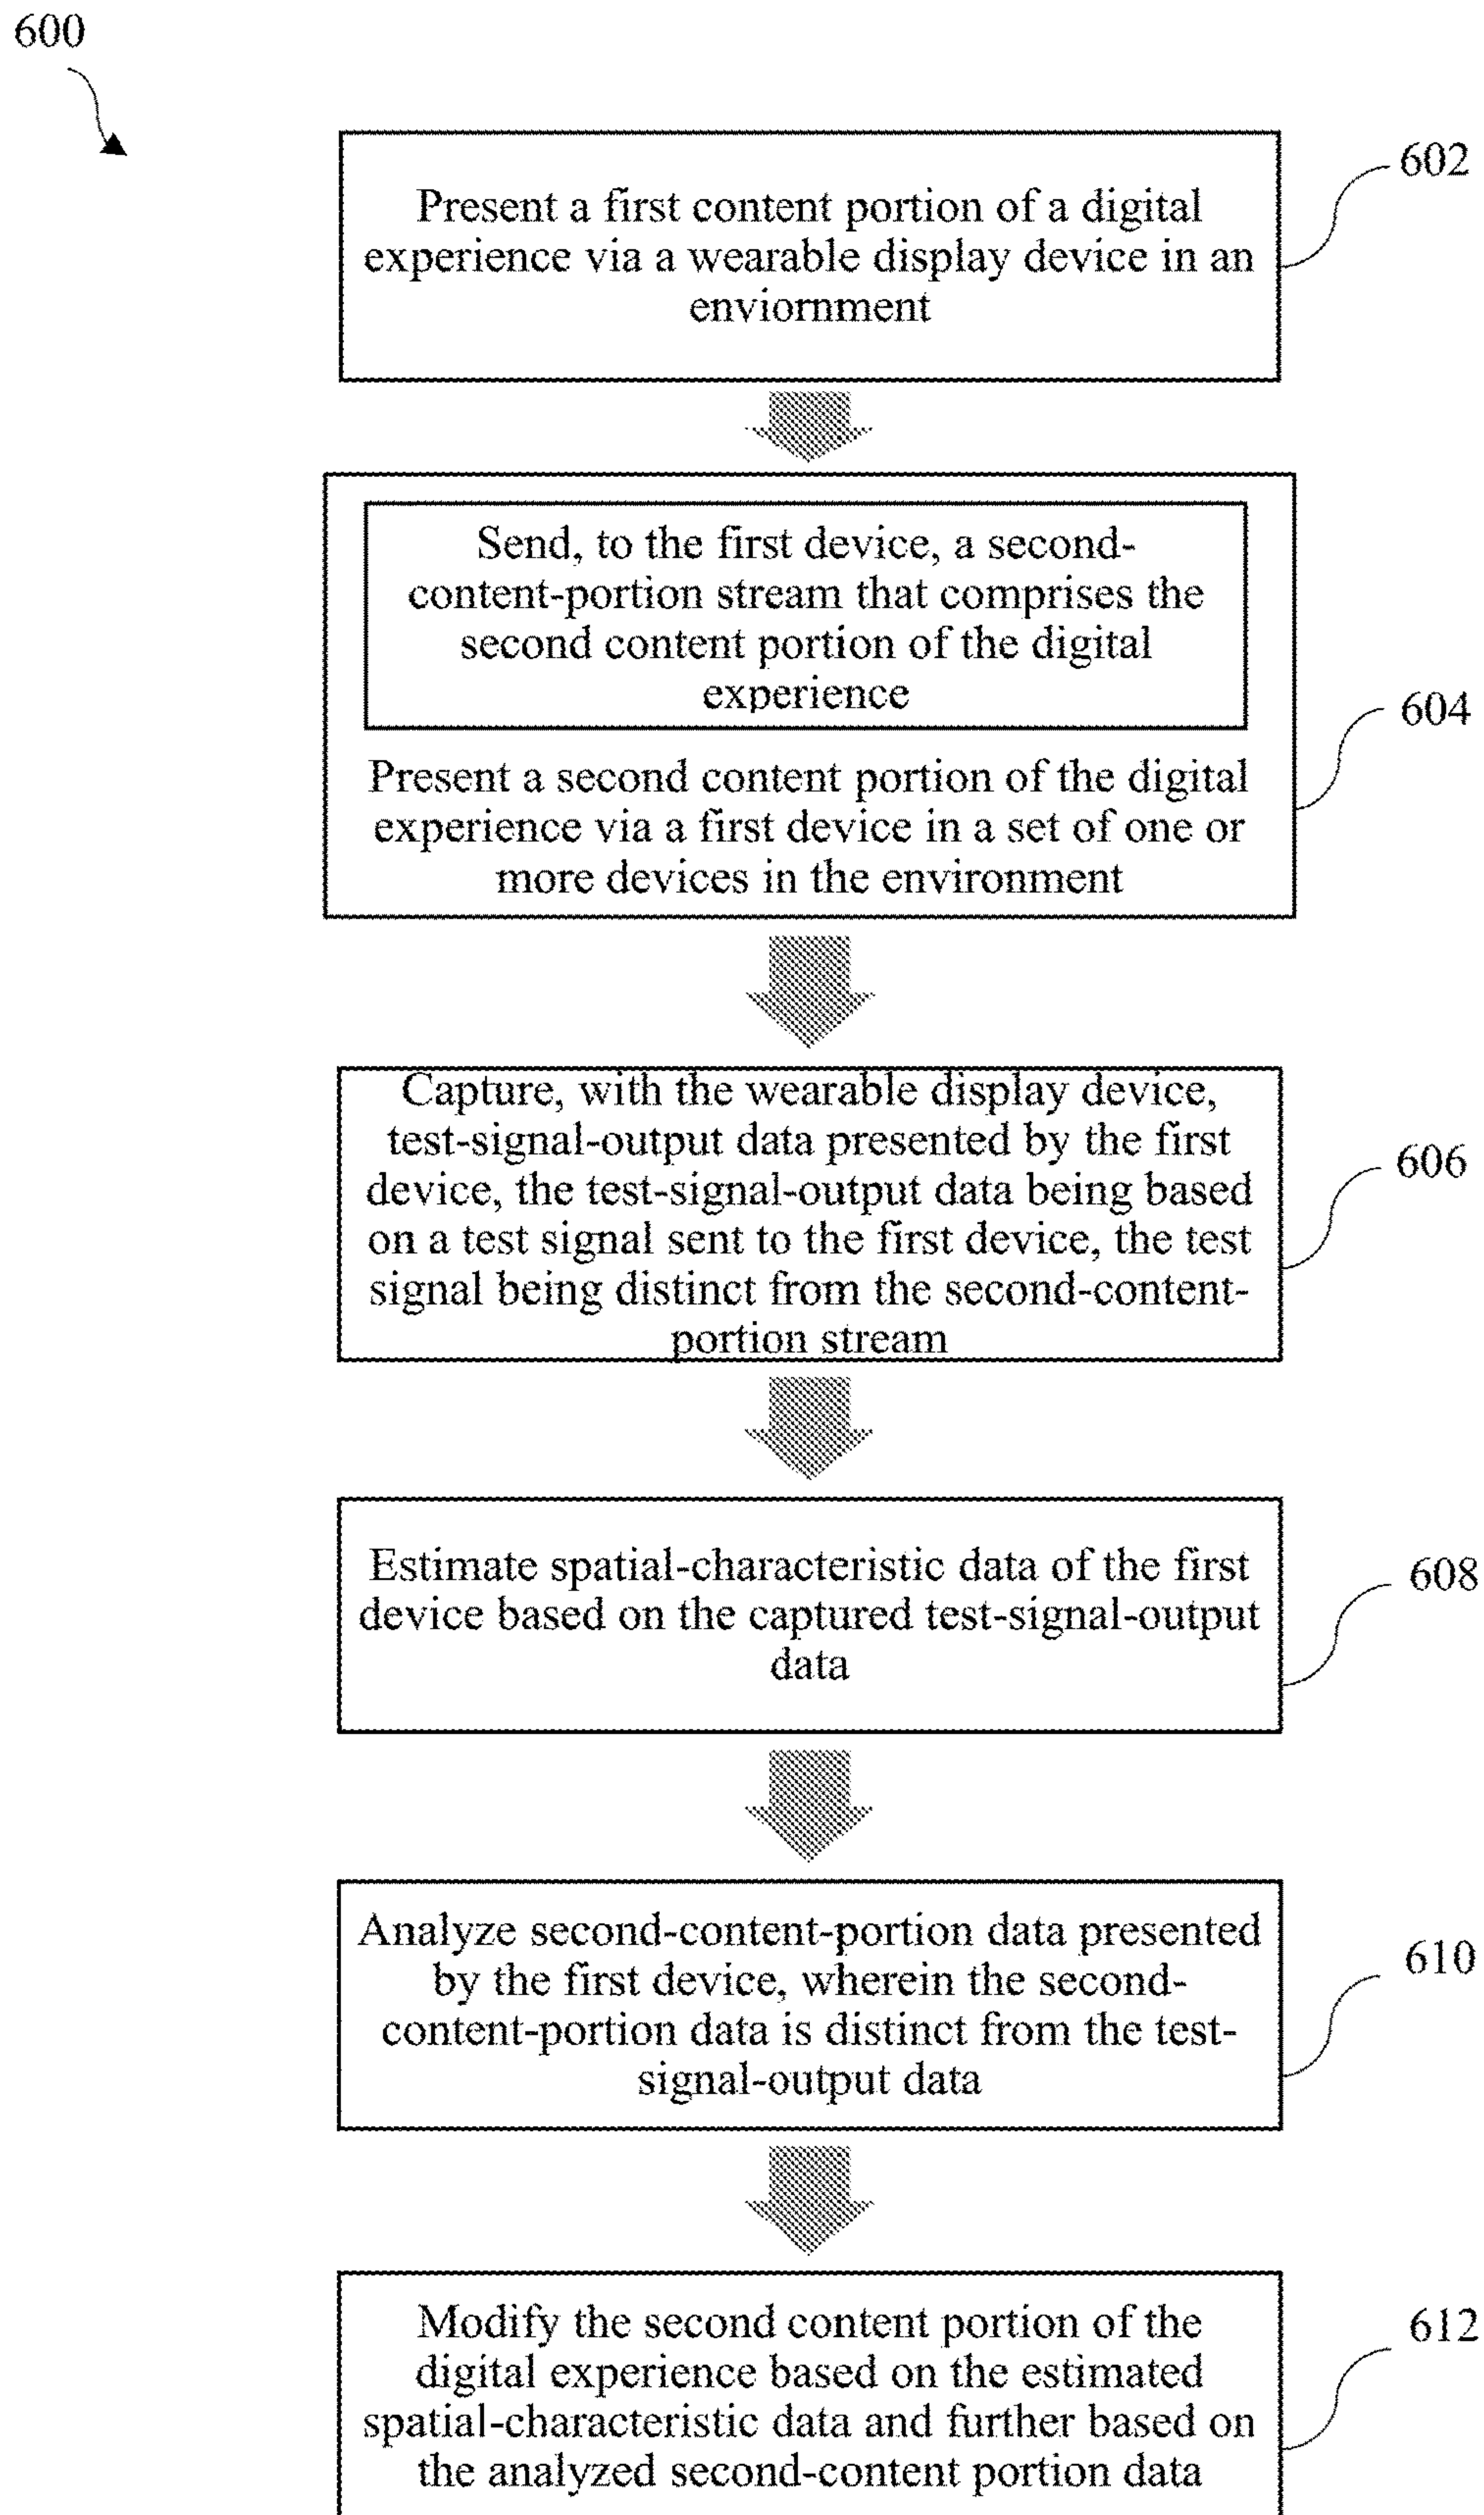 600
602
Present a first content portion of a digital
experience via a wearable display device in an
enviornment
Send, to the first device, a second-
content-portion stream that comprises the
second content portion of the digital
experience
604
Present a second content portion of the digital
experience via a first device in a set of one or
more devices in the environment
Capture, with the wearable display device,
test-signal-output data presented by the first
device, the test-signal-output data being based
on a test signal sent to the first device, the test
signal being distinct from the second-content-
portion stream
606
Estimate spatial-characteristic data of the first
device based on the captured test-signal-output
data
608
Analyze second-content-portion data presented
by the first device, wherein the second-
content-portion data is distinct from the test-
signal-output data
610
Modify the second content portion of the
digital experience based on the estimated
spatial-characteristic data and further based on
the analyzed second-content portion data
612